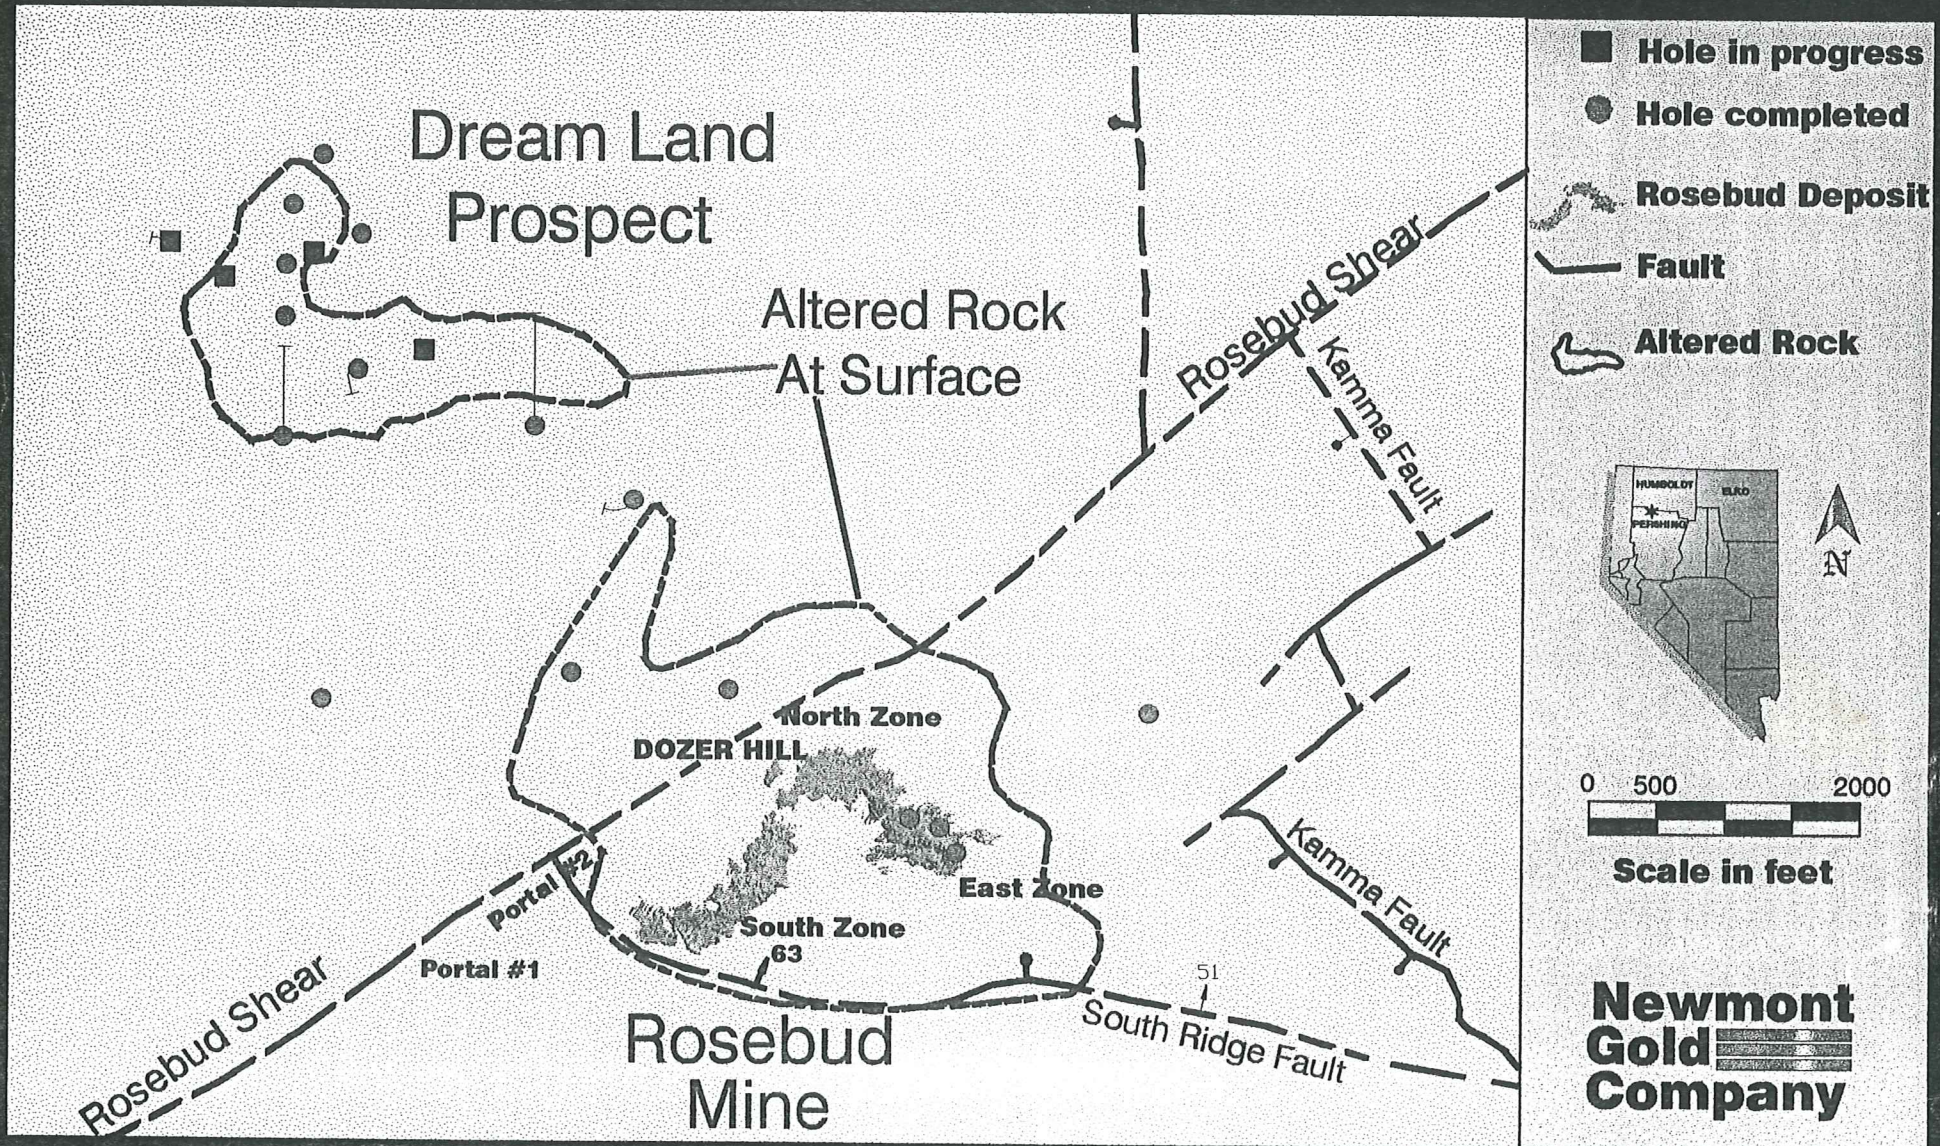 Dream Land
Prospect
Altered Rock
At Surface
Rosebud Shear
Kamma Fault
North Zone
DOZER HILL
East Zone
Kamma Fault
Portal #2
South Zone
63
Portal #1
51
South Ridge Fault
Rosebud Shear
Rosebud
Mine
Hole in progress
Hole completed
Rosebud Deposit
Fault
Altered Rock
HUMBOLDT
ELKO
PERSHING
N
0 500 2000
Scale in feet
Newmont
Gold
Company